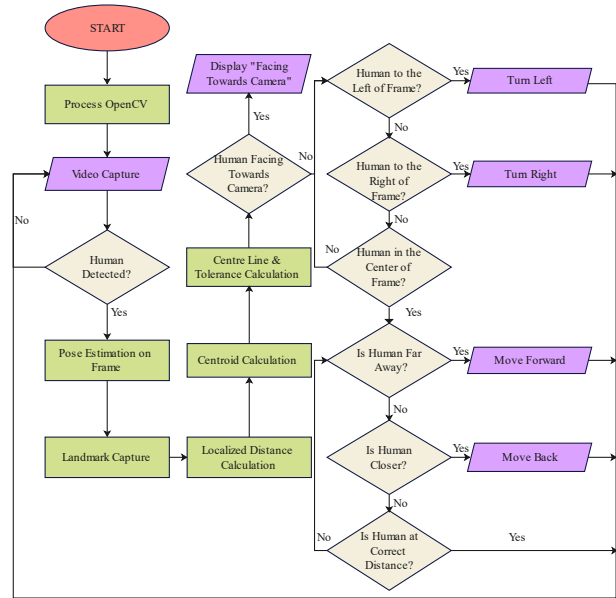 START
Process OpenCV
Video Capture
No
Human
Detected?
Yes
Pose Estimation on
Frame
Landmark Capture
Localized Distance
Calculation
Centroid Calculation
Centre Line &
Tolerance Calculation
Human Facing
Towards
Camera?
Yes
Display "Facing
Towards Camera"
No
Human to the
Left of Frame?
Yes
Turn Left
No
Human to the
Right of
Frame?
Yes
Turn Right
No
No
Human in the
Center of
Frame?
Yes
Is Human Far
Away?
Yes
Move Forward
No
Is Human
Closer?
Yes
Move Back
No
No
Is Human at
Correct
Distance?
Yes